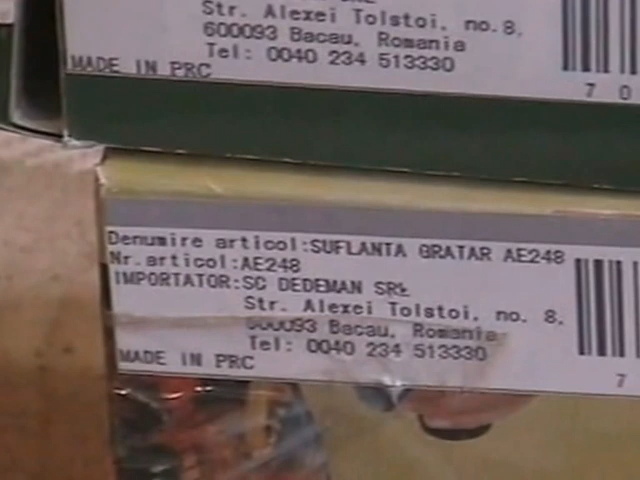 Str. Alexei Tolstoi, no.8,
600093 Bacau, Romania
Tel: 0040 234 513330
MADE IN PRC
7 0
Denumire articol:SUFLANTA GRATAR AE248
Nr.articol:AE248
IMPORTATOR:SC DEDEMAN SRL
Str. Alexei Tolstoi, no. 8,
600093 Bacau, Romania
Tel: 0040 234 513330
MADE IN PRC
7